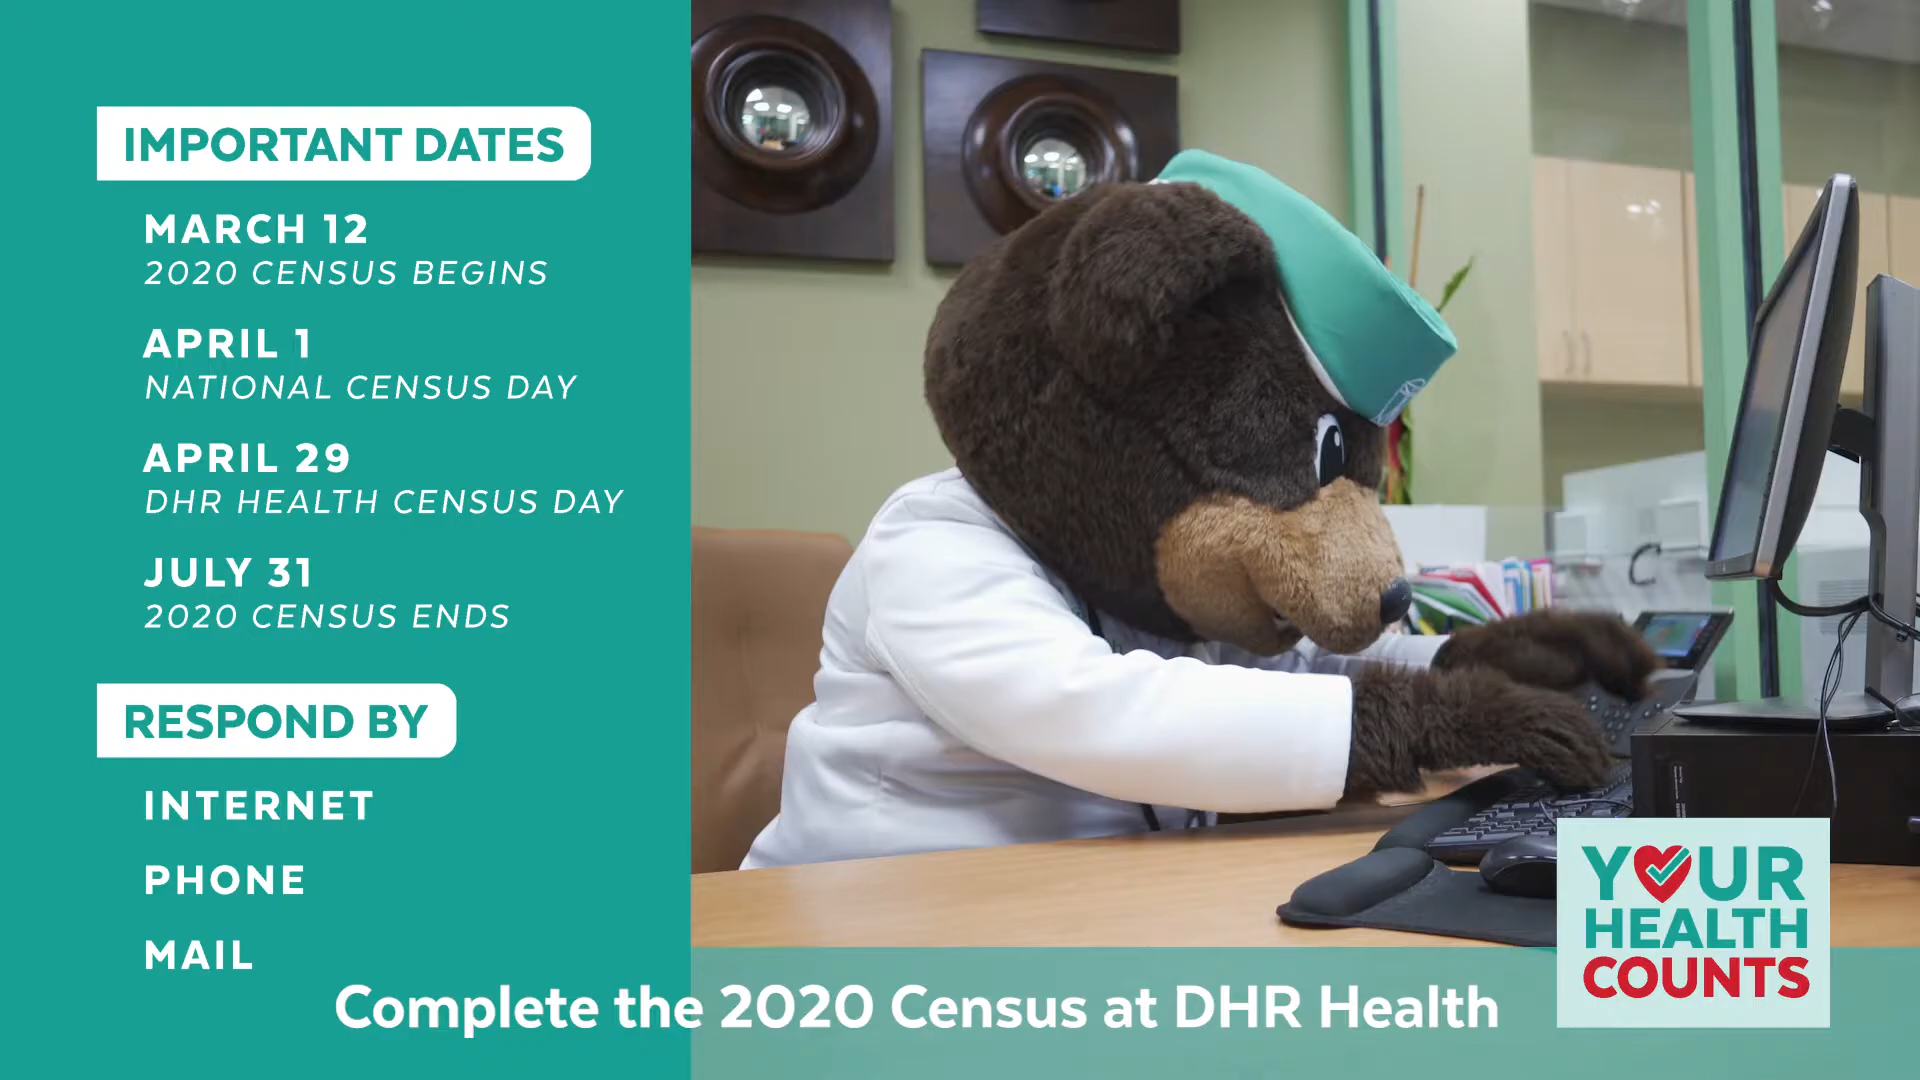 IMPORTANT DATES
MARCH 12
2020 CENSUS BEGINS
APRIL 1
NATIONAL CENSUS DAY
APRIL 29
DHR HEALTH CENSUS DAY
JULY 31
2020 CENSUS ENDS
RESPOND BY
INTERNET
PHONE
MAIL
Complete the 2020 Census at DHR Health
YOUR
HEALTH
COUNTS